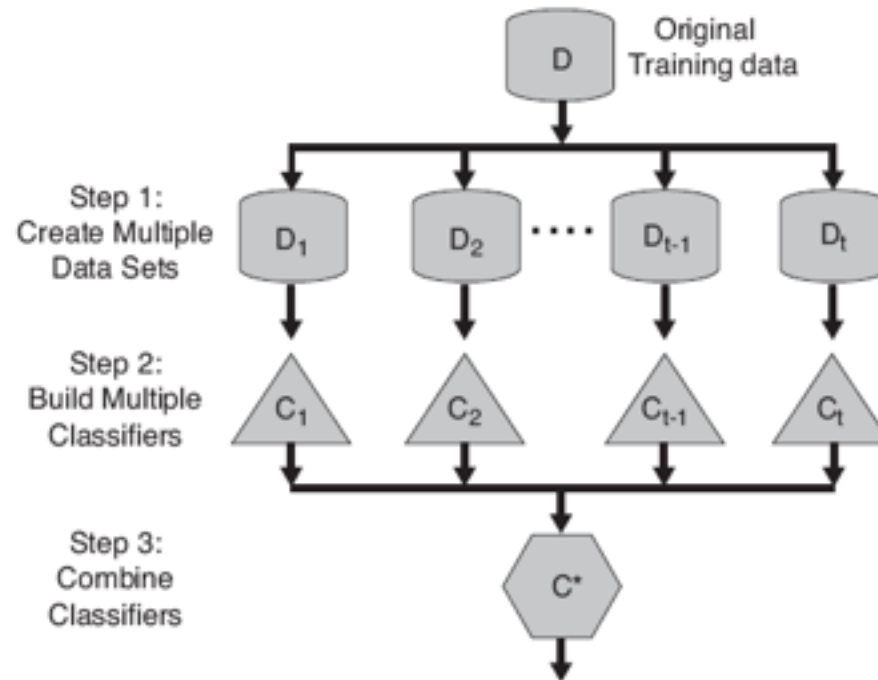 D
Original
Training data
Step 1:
Create Multiple
Data Sets
D₁
D₂
....
Dₜ₋₁
Dₜ
Step 2:
Build Multiple
Classifiers
C₁
C₂
Cₜ₋₁
Cₜ
Step 3:
Combine
Classifiers
C*